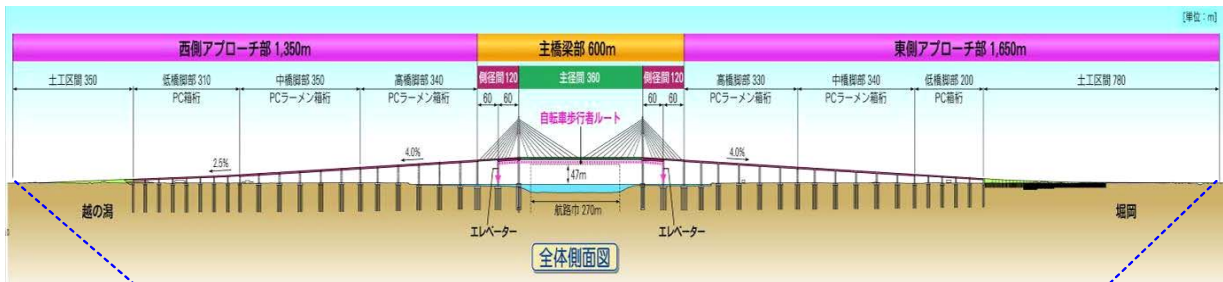 [単位：m]
西側アプローチ部 1,350m
主橋梁部 600m
東側アプローチ部 1,650m
土工区間 350
低橋脚部 310
中橋脚部 350
高橋脚部 340
側径間 120
主径間 360
側径間 120
高橋脚部 330
中橋脚部 340
低橋脚部 200
土工区間 780
PC箱桁
PCラーメン箱桁
PCラーメン箱桁
60
60
60
60
PCラーメン箱桁
PCラーメン箱桁
PC箱桁
自転車歩行者ルート
2.5%
4.0%
4.0%
47m
越の潟
航路巾 270m
堀岡
エレベーター
エレベーター
全体側面図